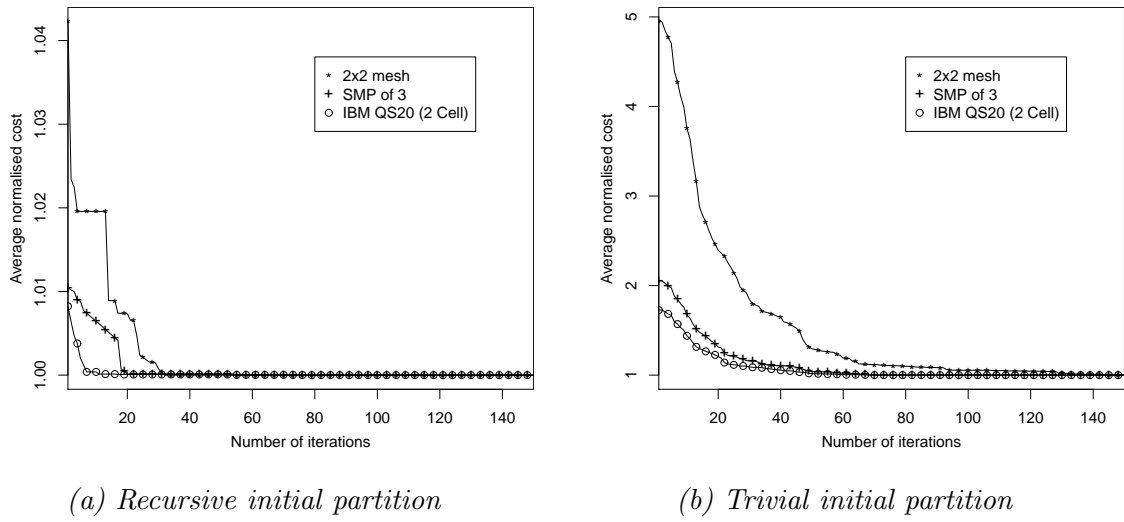 1.00 1.01 1.02 1.03 1.04
Average normalised cost
2x2 mesh
SMP of 3
IBM QS20 (2 Cell)
20 40 60 80 100 120 140
Number of iterations
(a) Recursive initial partition
1 2 3 4 5
Average normalised cost
2x2 mesh
SMP of 3
IBM QS20 (2 Cell)
20 40 60 80 100 120 140
Number of iterations
(b) Trivial initial partition